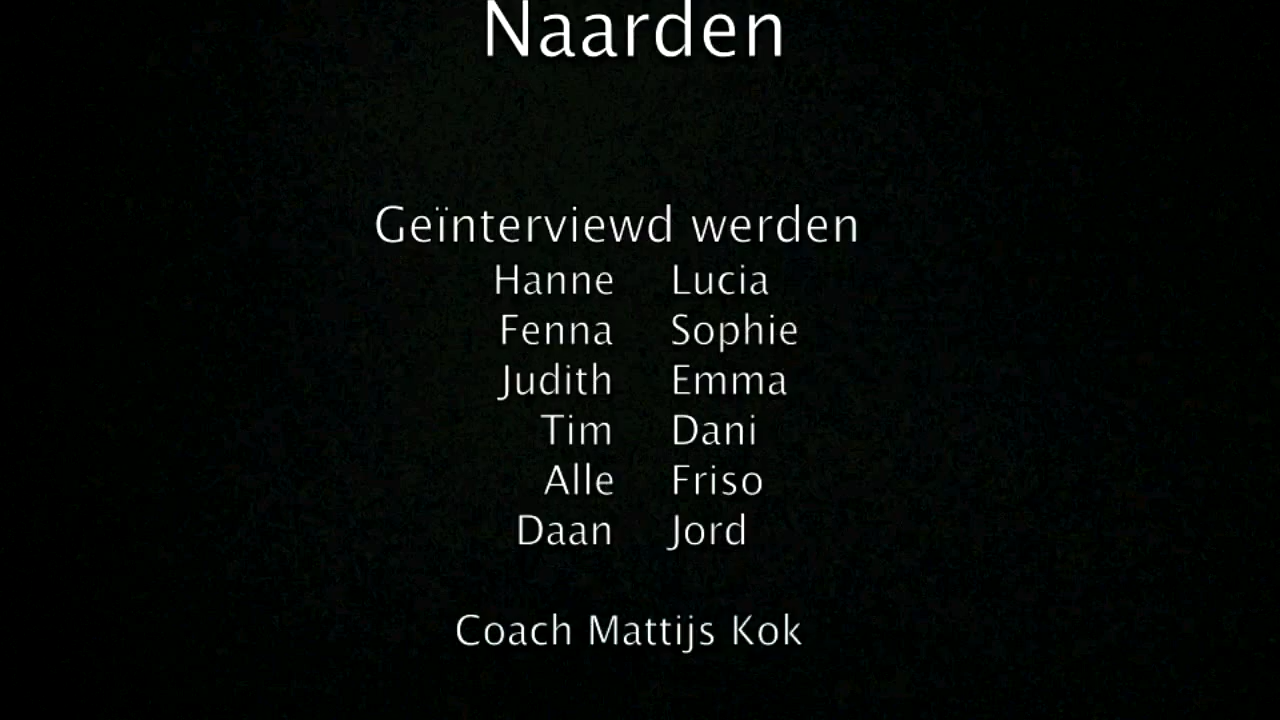 Naarden
Geïnterviewd werden
Hanne Lucia
Fenna Sophie
Judith Emma
Tim Dani
Alle Friso
Daan Jord
Coach Mattijs Kok